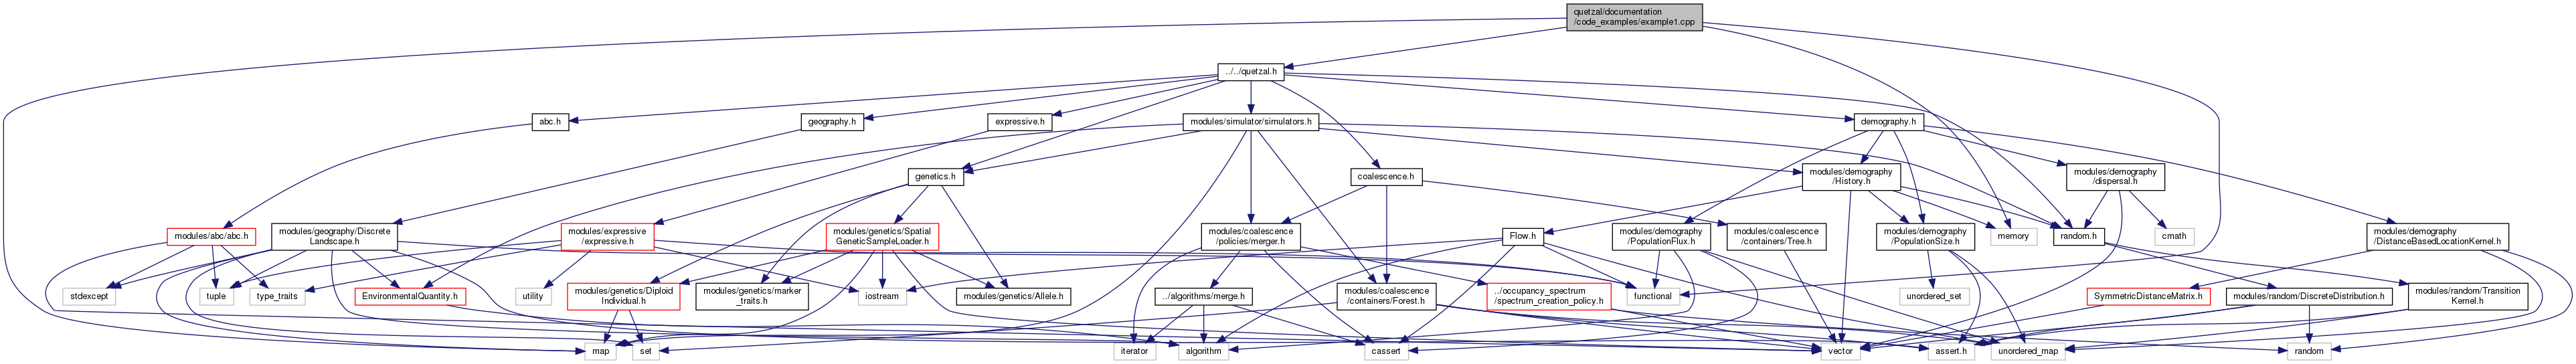 quetzal/documentation
/code_examples/example1.cpp
../../quetzal.h
abc.h
geography.h
expressive.h
modules/simulator/simulators.h
demography.h
genetics.h
coalescence.h
modules/demography
/History.h
modules/demography
/dispersal.h
modules/abc/abc.h
modules/geography/Discrete
Landscape.h
modules/expressive
/expressive.h
modules/genetics/Spatial
GeneticSampleLoader.h
modules/coalescence
/policies/merger.h
Flow.h
modules/demography
/PopulationFlux.h
modules/coalescence
/containers/Tree.h
modules/demography
/PopulationSize.h
memory
random.h
cmath
modules/demography
/DistanceBasedLocationKernel.h
stdexcept
tuple
type_traits
EnvironmentalQuantity.h
utility
modules/genetics/Diploid
Individual.h
modules/genetics/marker
_traits.h
iostream
modules/genetics/Allele.h
../algorithms/merge.h
modules/coalescence
/containers/Forest.h
../occupancy_spectrum
/spectrum_creation_policy.h
functional
unordered_set
SymmetricDistanceMatrix.h
modules/random/DiscreteDistribution.h
modules/random/Transition
Kernel.h
map
set
iterator
algorithm
cassert
vector
assert.h
unordered_map
random